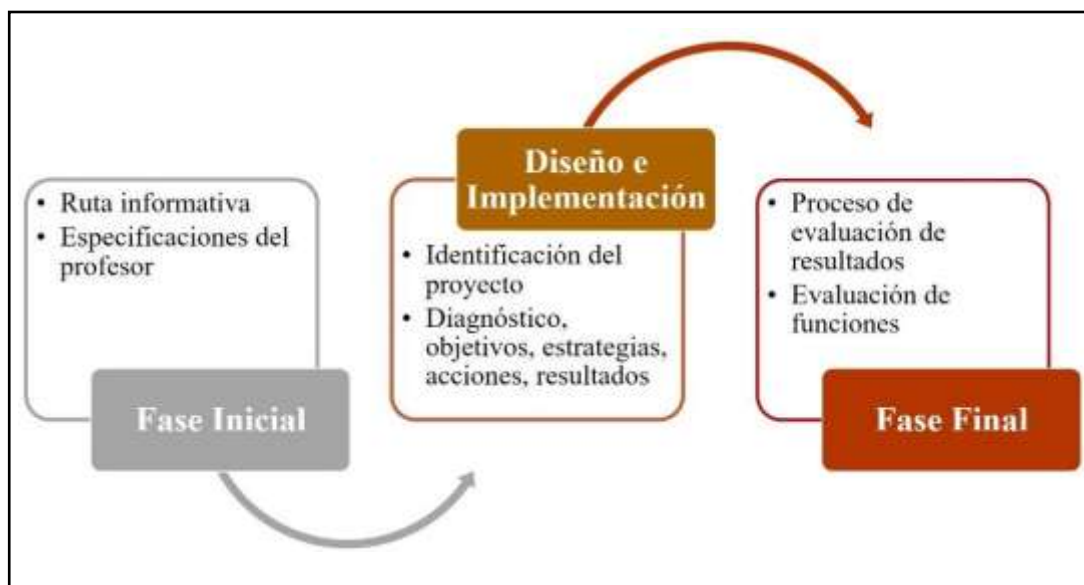 • Ruta informativa
• Especificaciones del
profesor
Fase Inicial
Diseño e
Implementación
• Identificación del
proyecto
• Diagnóstico,
objetivos, estrategias,
acciones, resultados
• Proceso de
evaluación de
resultados
• Evaluación de
funciones
Fase Final